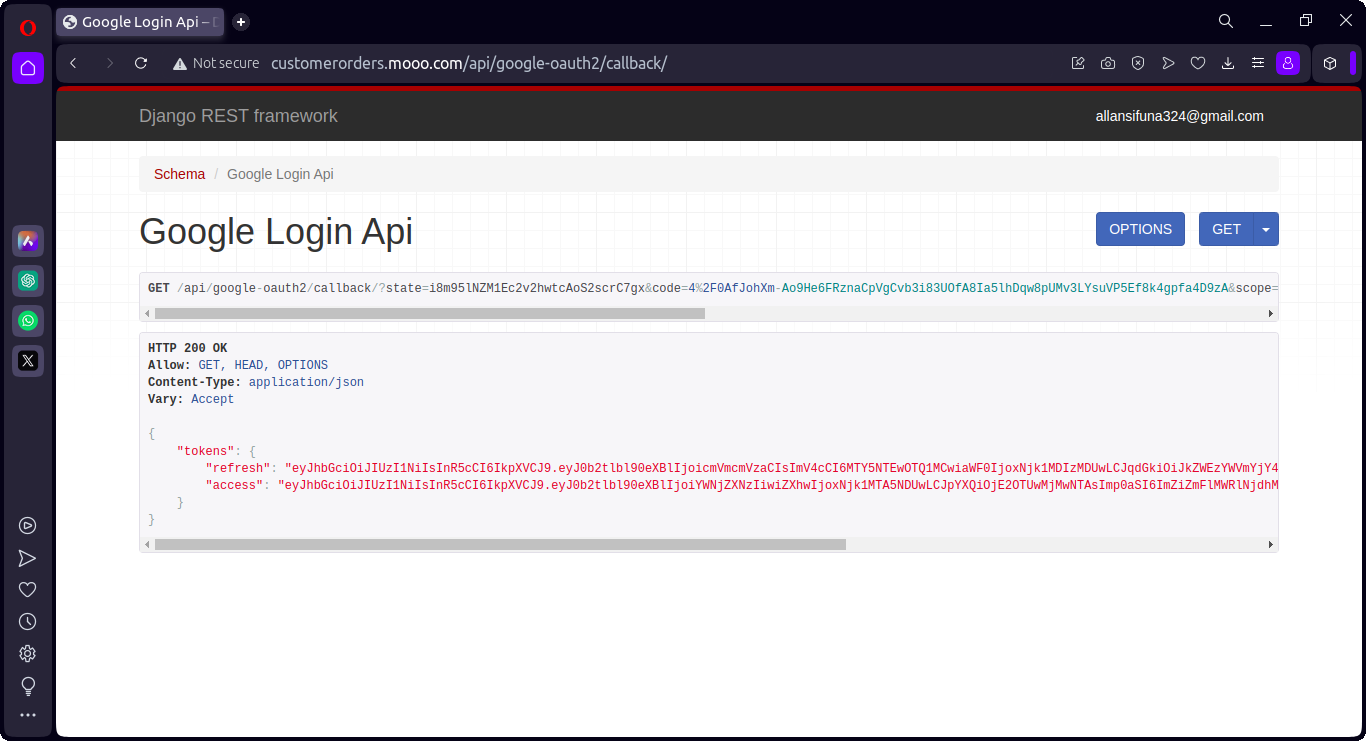 Google Login Api – D
Not secure customerorders.mooo.com/api/google-oauth2/callback/
Django REST framework
allansifuna324@gmail.com
Schema / Google Login Api
Google Login Api
OPTIONS
GET
GET /api/google-oauth2/callback/?state=i8m95lNZM1Ec2v2hwtcAoS2scrC7gx&code=4%2F0AfJohXm-Ao9He6FRznaCpVgCvb3i83UOfA8Ia5lhDqw8pUMv3LYsuVP5Ef8k4gpfa4D9zA&scope=
HTTP 200 OK
Allow: GET, HEAD, OPTIONS
Content-Type: application/json
Vary: Accept
{
"tokens": {
"refresh": "eyJhbGciOiJIUzI1NiIsInR5cCI6IkpXVCJ9.eyJ0b2tlbl90eXBlIjoicmVmcmVzaCIsImV4cCI6MTY5NTEwOTQ1MCwiaWF0IjoxNjk1MDIzMDUwLCJqdGkiOiJkZWEzYWVmYjY4
"access": "eyJhbGciOiJIUzI1NiIsInR5cCI6IkpXVCJ9.eyJ0b2tlbl90eXBlIjoiYWNjZXNzIiwiZXhwIjoxNjk1MTA5NDUwLCJpYXQiOjE2OTUwMjMwNTAsImp0aSI6ImZiZmFlMWRlNjdhM
}
}